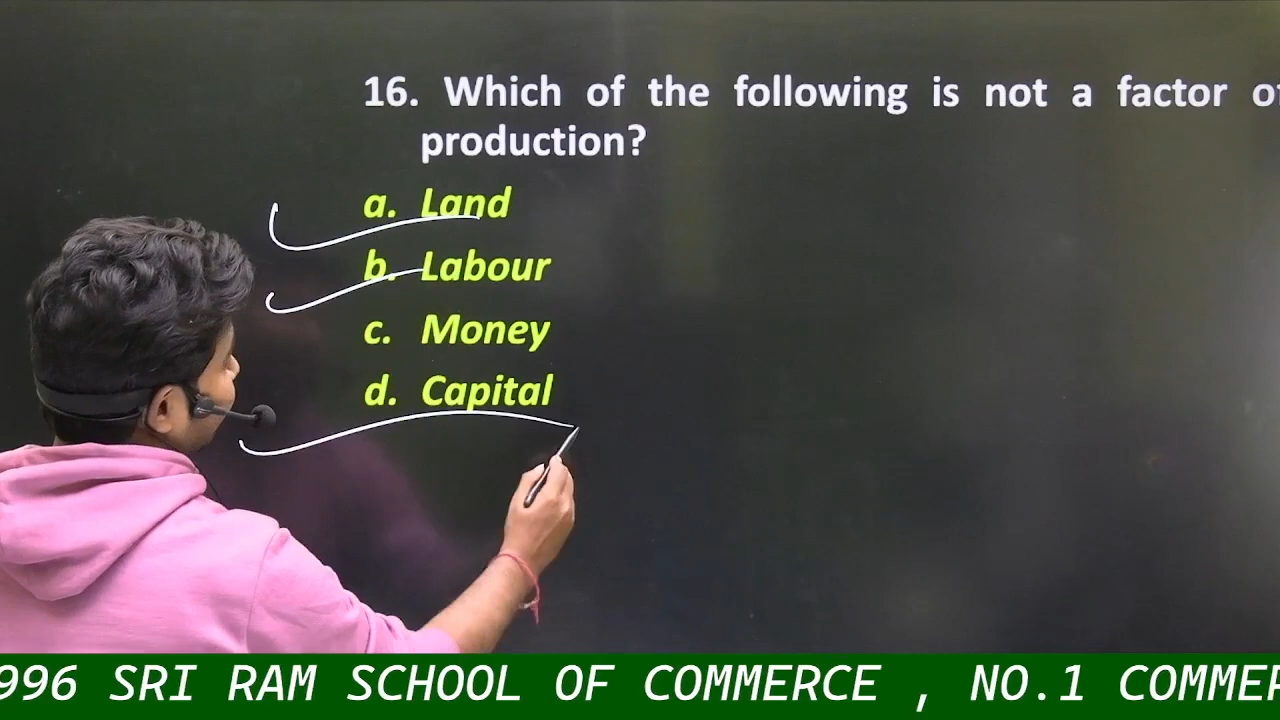 16. Which of the following is not a factor of
production?
a. Land
b. Labour
c. Money
d. Capital
996 SRI RAM SCHOOL OF COMMERCE , NO.1 COMMER